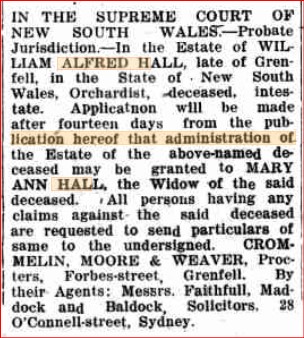 IN THE SUPREME COURT OF
NEW SOUTH WALES.—Probate
Jurisdiction.—In the Estate of WIL-
LIAM ALFRED HALL, late of Gren-
fell, in the State of New South
Wales, Orchardist, deceased, intes-
tate. Applicatnon will be made
after fourteen days from the pub-
lication hereof that administration of
the Estate of the above-named de-
ceased may be granted to MARY
ANN HALL, the Widow of the said
deceased. All persons having any
claims against the said deceased
are requested to send particulars of
same to the undersigned. CROM-
MELIN, MOORE & WEAVER, Proc-
ters, Forbes-street, Grenfell. By
their Agents: Messrs. Faithfull, Mad-
dock and Baldock, Solicitors, 28
O'Connell-street, Sydney.